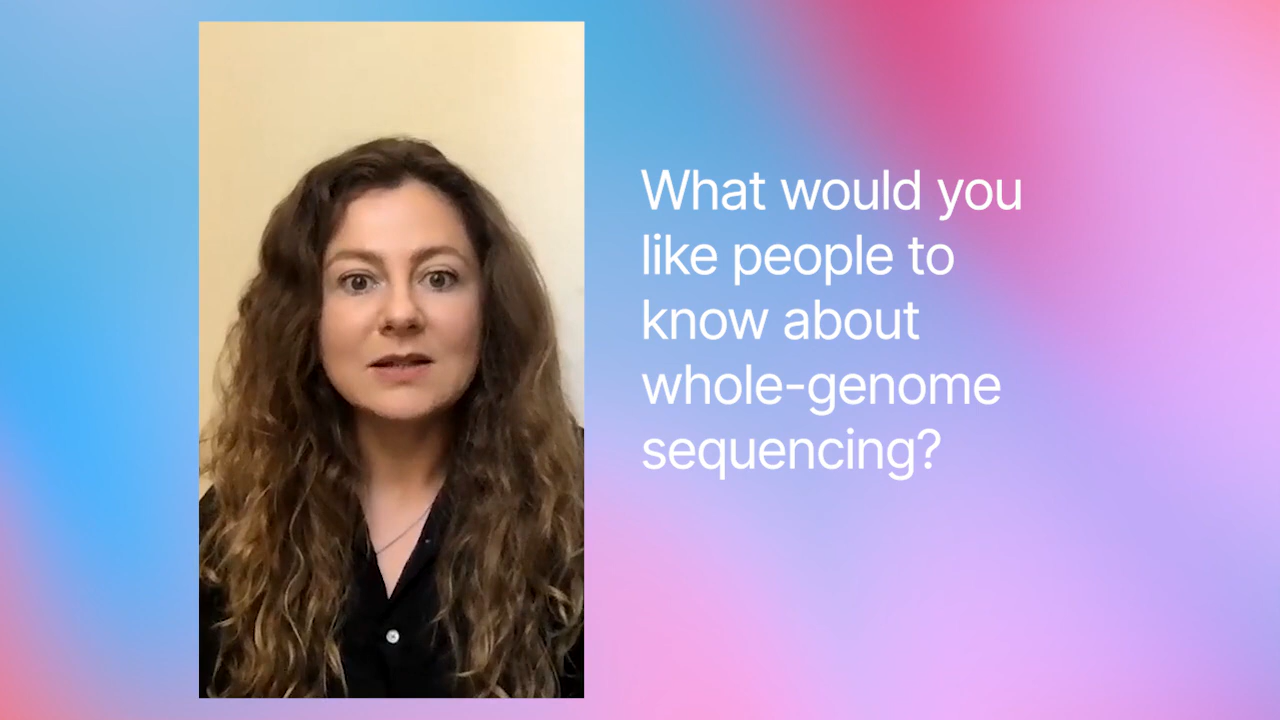 What would you
like people to
know about
whole-genome
sequencing?